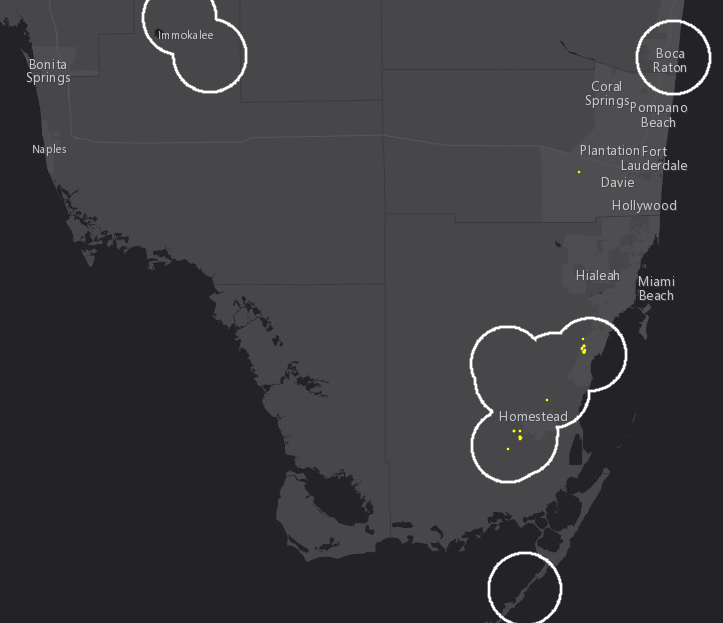 Immokalee
Boca
Raton
Bonita
Springs
Coral
Springs
Pompano
Beach
Naples
Plantation
Fort
Lauderdale
Davie
Hollywood
Hialeah
Miami
Beach
Homestead